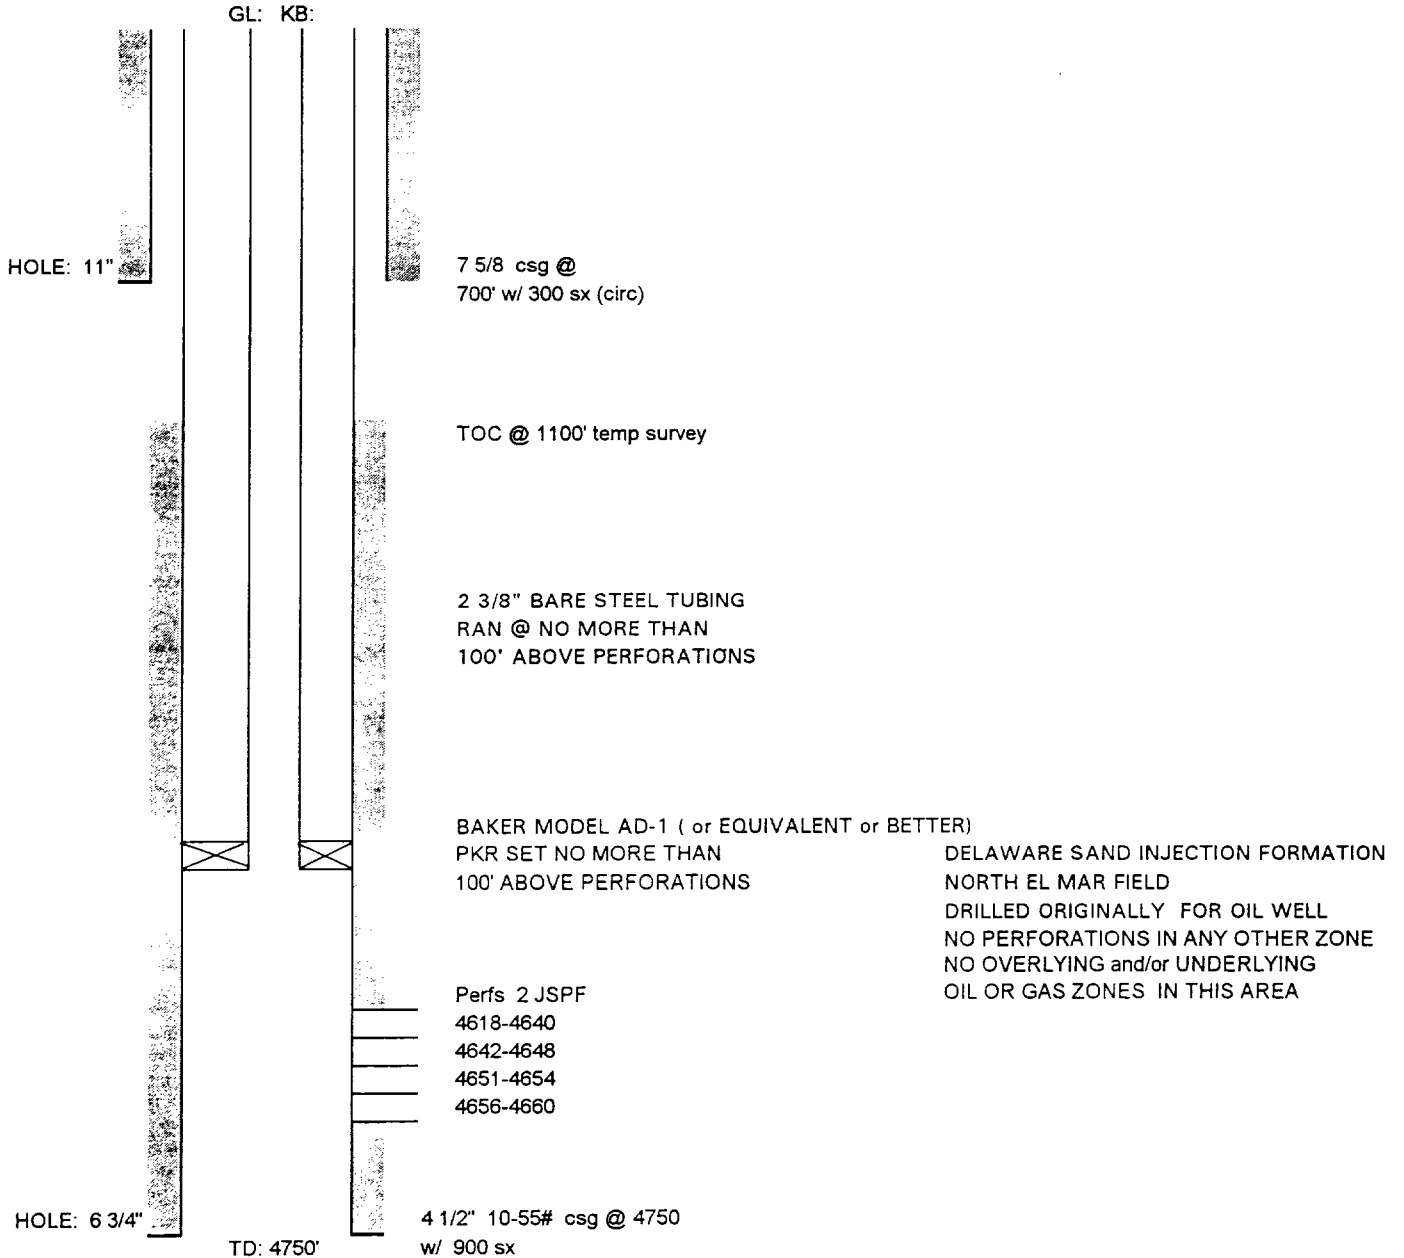 GL: KB:
HOLE: 11"
7 5/8 csg @
700' w/ 300 sx (circ)
TOC @ 1100' temp survey
2 3/8" BARE STEEL TUBING
RAN @ NO MORE THAN
100' ABOVE PERFORATIONS
BAKER MODEL AD-1 ( or EQUIVALENT or BETTER)
PKR SET NO MORE THAN
100' ABOVE PERFORATIONS
DELAWARE SAND INJECTION FORMATION
NORTH EL MAR FIELD
DRILLED ORIGINALLY FOR OIL WELL
NO PERFORATIONS IN ANY OTHER ZONE
NO OVERLYING and/or UNDERLYING
OIL OR GAS ZONES IN THIS AREA
Perfs 2 JSPF
4618-4640
4642-4648
4651-4654
4656-4660
HOLE: 6 3/4"
4 1/2" 10-55# csg @ 4750
w/ 900 sx
TD: 4750'